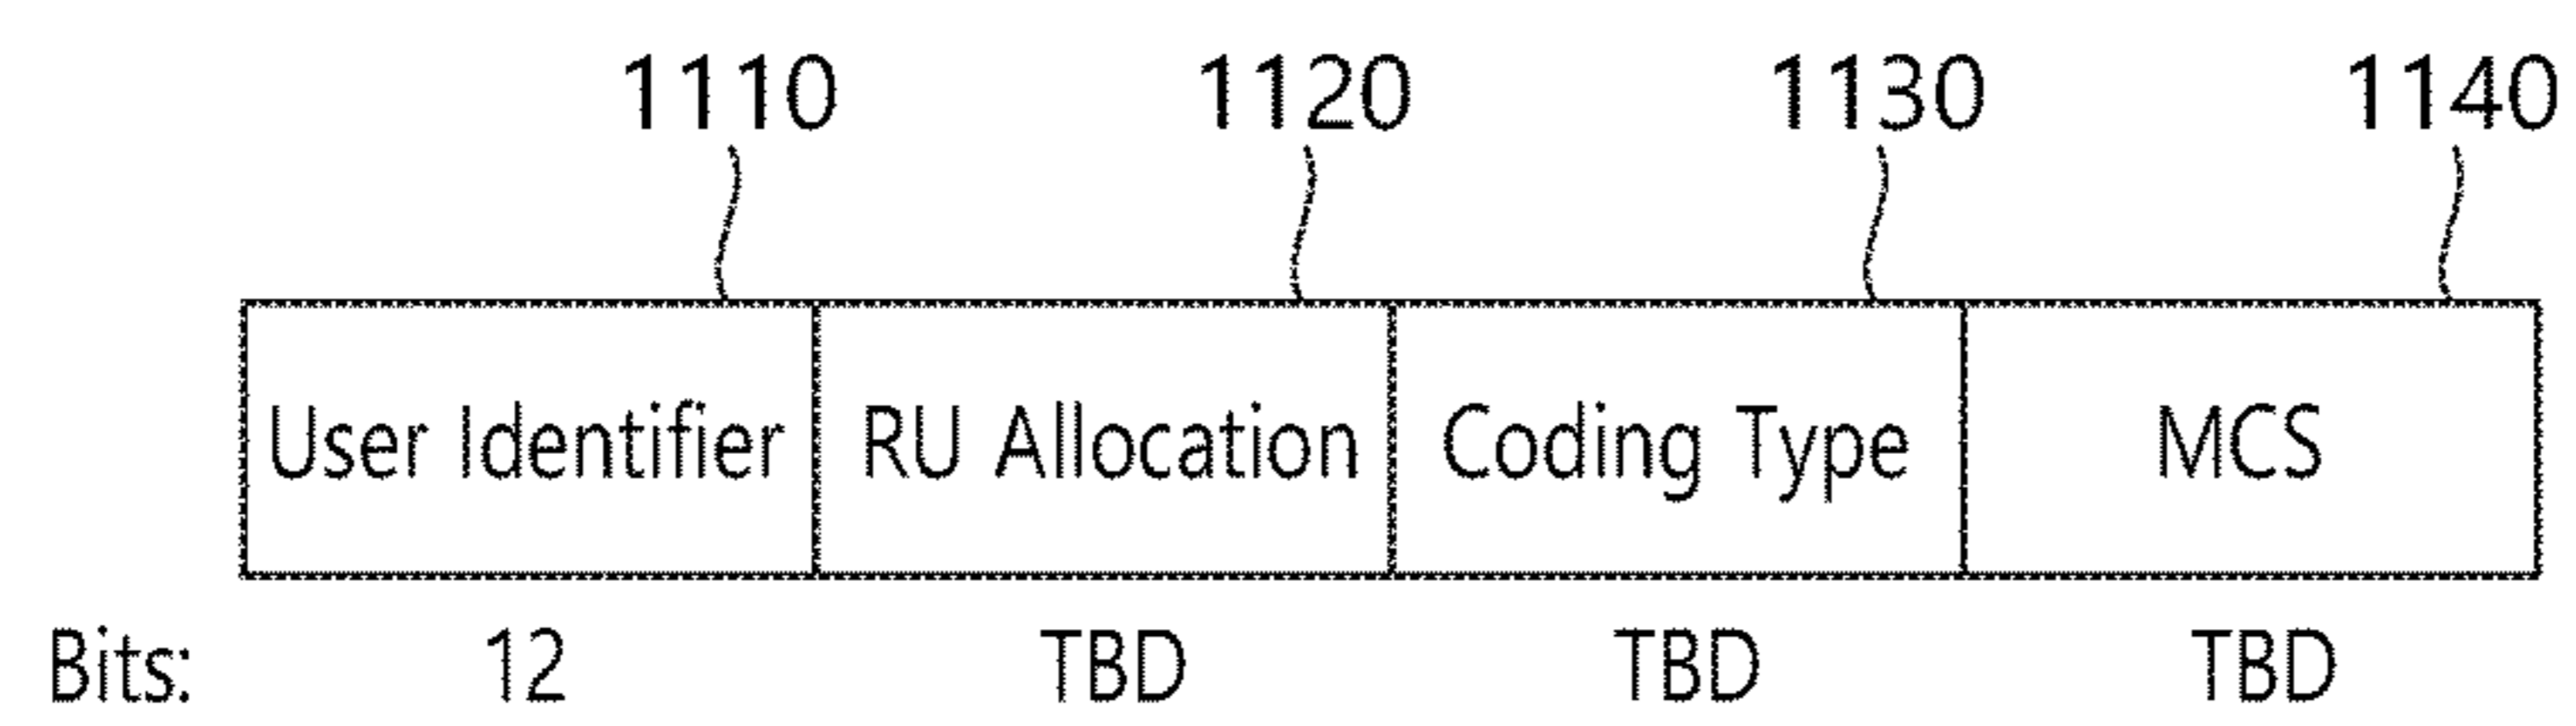 1110 1120 1130 1140
User Identifier RU Allocation Coding Type MCS
Bits: 12 TBD TBD TBD